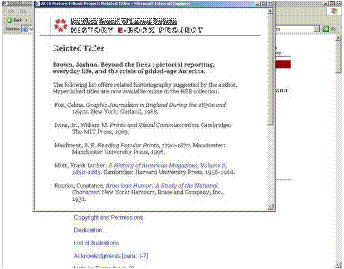 ACLS History E-Book Project: Related Titles - Microsoft Internet Explorer
HISTORY E-BOOK PROJECT
Related Titles
Brown, Joshua. Beyond the lines : pictorial reporting,
everyday life, and the crisis of gilded-age America.
The following list offers related historiography suggested by the author.
Hyperlinked titles are now available online in the HEB collection.
Fox, Celina. Graphic Journalism in England During the 1830s and
1840s. New York: Garland, 1988.
Ivins, Jr., William M. Prints and Visual Communication. Cambridge:
The MIT Press, 1969.
Maidment, B. E. Reading Popular Prints, 1790-1870. Manchester:
Manchester University Press, 1996.
Mott, Frank Luther. A History of American Magazines, Volume 2,
1850-1865. Cambridge: Harvard University Press, 1938-1968.
Rourke, Constance. American Humor: A Study of the National
Character. New York: Harcourt, Brace and Company, Inc.,
1931.
Back
Address
Links
Copyright and Permissions
Dedication
List of Illustrations
Acknowledgments [para. 1-7]